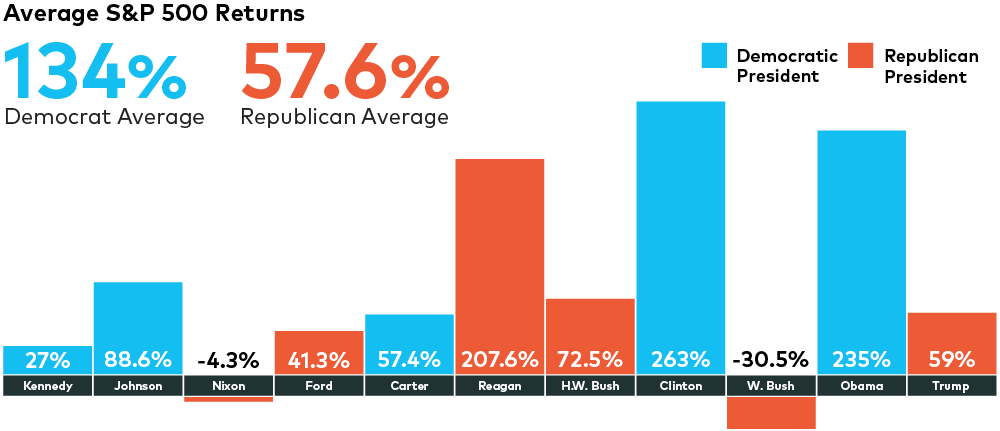 Average S&P 500 Returns
134%
Democrat Average
57.6%
Republican Average
Democratic
President
Republican
President
27%
88.6%
-4.3%
41.3%
57.4%
207.6%
72.5%
263%
-30.5%
235%
59%
Kennedy
Johnson
Nixon
Ford
Carter
Reagan
H.W. Bush
Clinton
W. Bush
Obama
Trump